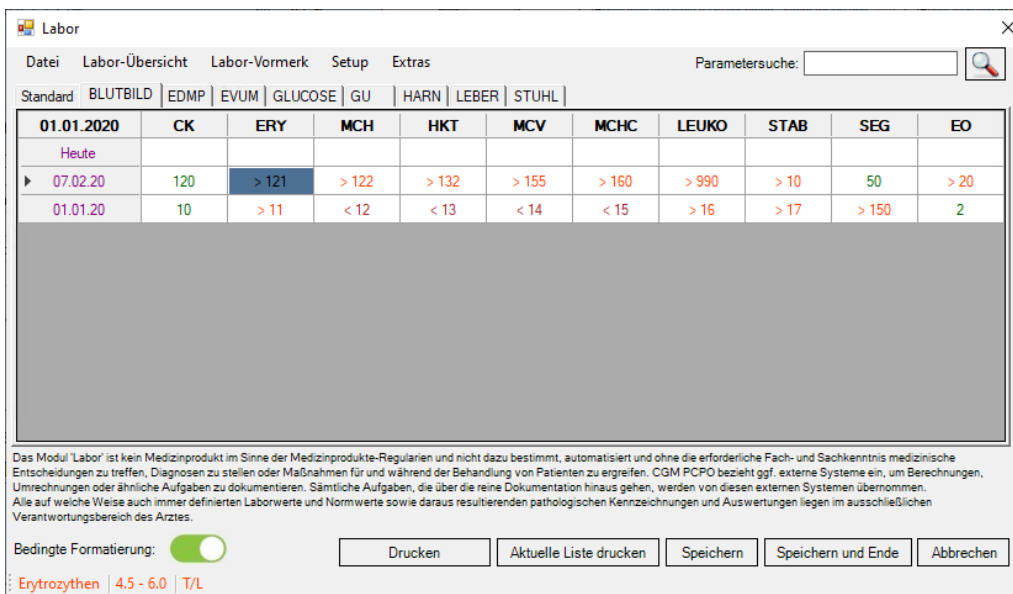 Labor
Datei Labor-Übersicht Labor-Vormerk Setup Extras Parametersuche:
Standard BLUTBILD EDMP EVUM GLUCOSE GU HARN LEBER STUHL
01.01.2020 CK ERY MCH HKT MCV MCHC LEUKO STAB SEG EO
Heute
07.02.20 120 > 121 > 122 > 132 > 155 > 160 > 990 > 10 50 > 20
01.01.20 10 > 11 < 12 < 13 < 14 < 15 > 16 > 17 > 150 2
Das Modul 'Labor' ist kein Medizinprodukt im Sinne der Medizinprodukte-Regularien und nicht dazu bestimmt, automatisiert und ohne die erforderliche Fach- und Sachkenntnis medizinische
Entscheidungen zu treffen, Diagnosen zu stellen oder Maßnahmen für und während der Behandlung von Patienten zu ergreifen. CGM PCPO bezieht ggf. externe Systeme ein, um Berechnungen,
Umrechnungen oder ähnliche Aufgaben zu dokumentieren. Sämtliche Aufgaben, die über die reine Dokumentation hinaus gehen, werden von diesen externen Systemen übernommen.
Alle auf welche Weise auch immer definierten Laborwerte und Normwerte sowie daraus resultierenden pathologischen Kennzeichnungen und Auswertungen liegen im ausschließlichen
Verantwortungsbereich des Arztes.
Bedingte Formatierung: Drucken Aktuelle Liste drucken Speichern Speichern und Ende Abbrechen
Erytrozythen 4.5 - 6.0 T/L